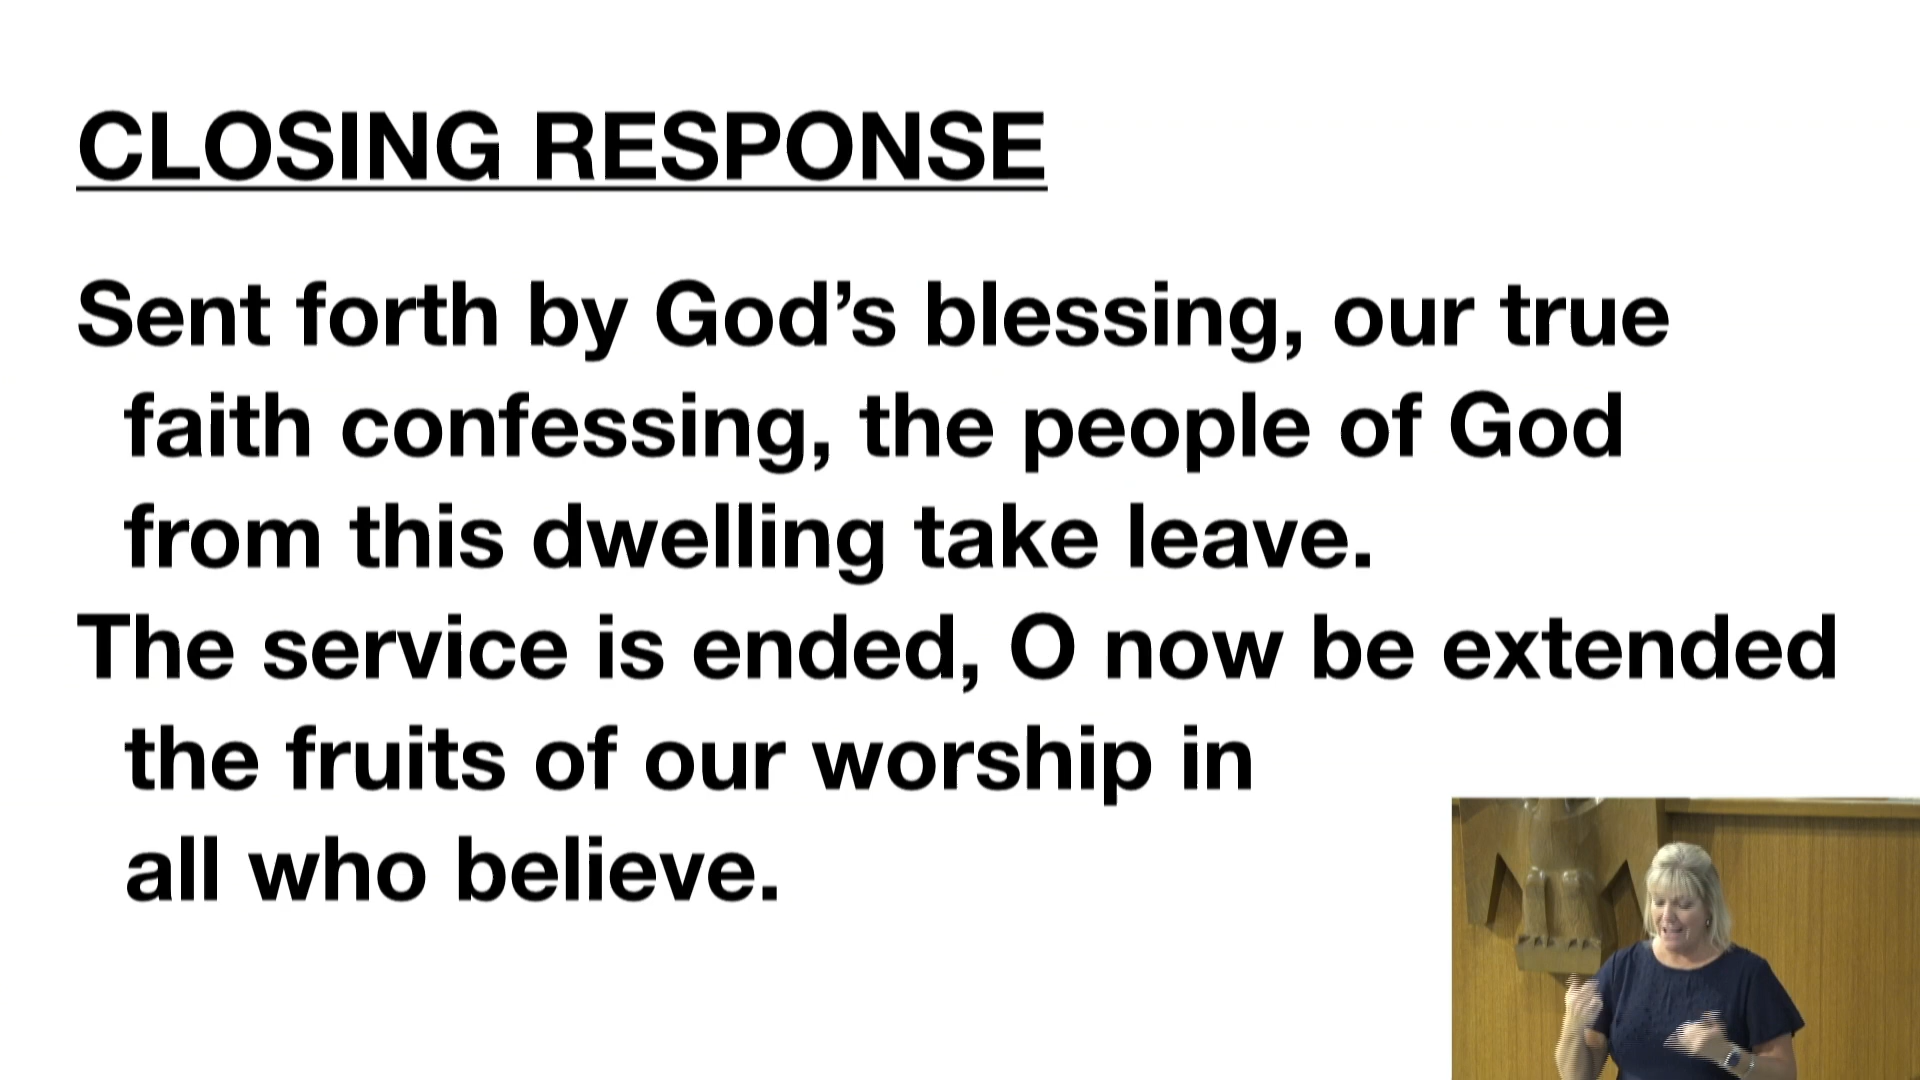 CLOSING RESPONSE
Sent forth by God’s blessing, our true
faith confessing, the people of God
from this dwelling take leave.
The service is ended, O now be extended
the fruits of our worship in
all who believe.